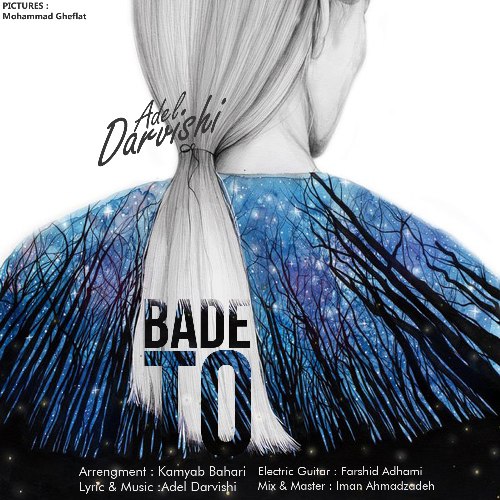 PICTURES :
Mohammad Gheflat
Adel
Darvishi
BADE
TO
Arrengment : Kamyab Bahari
Electric Guitar : Farshid Adhami
Lyric & Music :Adel Darvishi
Mix & Master : Iman Ahmadzadeh